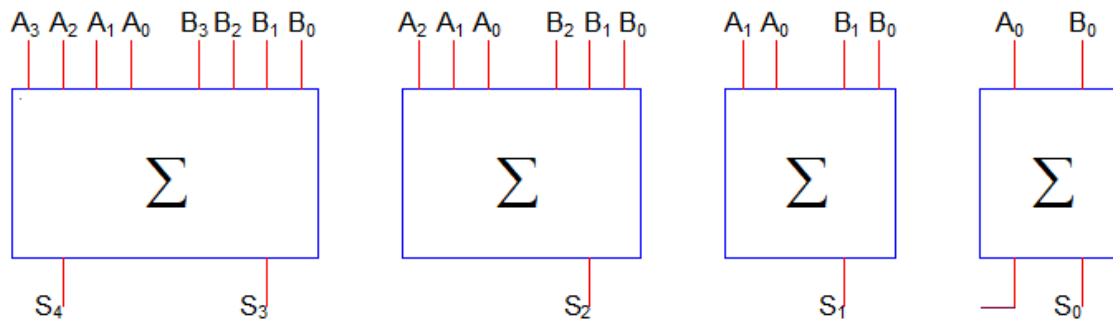 A₃ A₂ A₁ A₀ B₃ B₂ B₁ B₀ A₂ A₁ A₀ B₂ B₁ B₀ A₁ A₀ B₁ B₀ A₀ B₀
Σ Σ Σ Σ
S₄ S₃ S₂ S₁ S₀